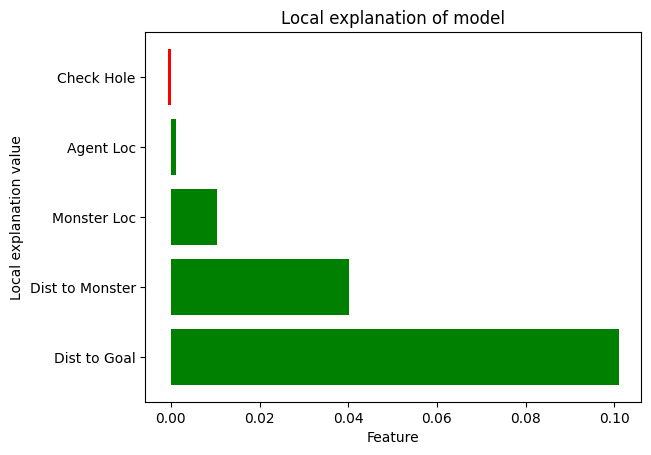 Local explanation of model
Local explanation value
Check Hole
Agent Loc
Monster Loc
Dist to Monster
Dist to Goal
0.00 0.02 0.04 0.06 0.08 0.10
Feature